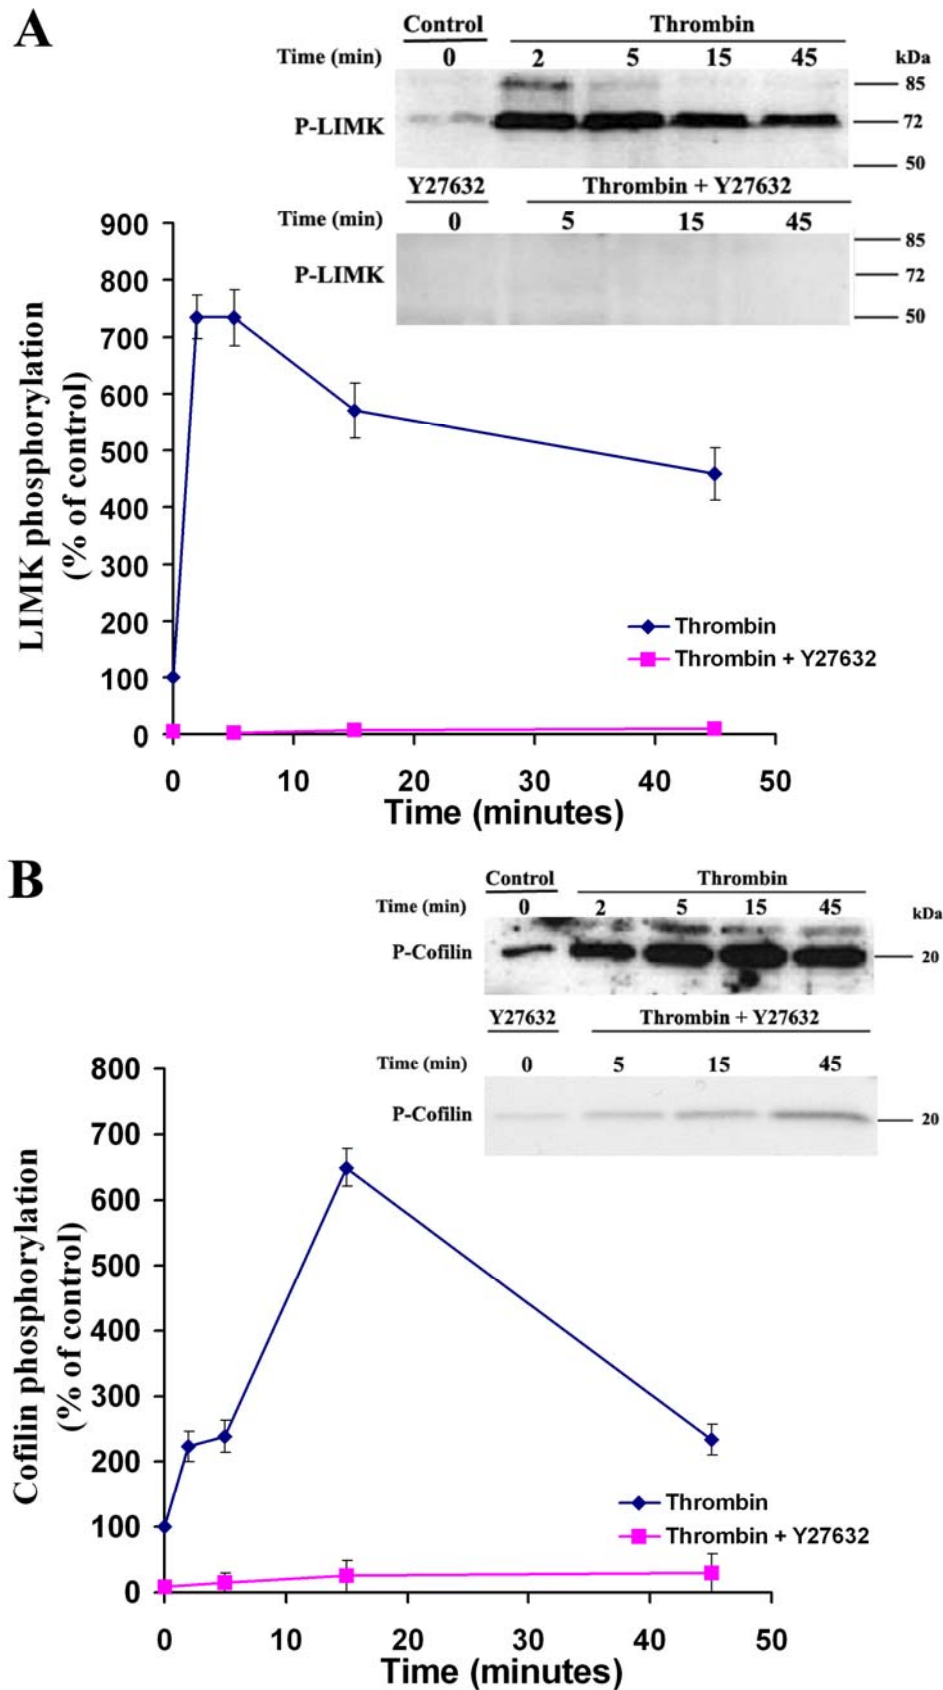 A
Control Thrombin
Time (min) 0 2 5 15 45 kDa
P-LIMK
85
72
50
Y27632 Thrombin + Y27632
Time (min) 0 5 15 45
P-LIMK
85
72
50
LIMK phosphorylation
(% of control)
900
800
700
600
500
400
300
200
100
0
Thrombin
Thrombin + Y27632
0 10 20 30 40 50
Time (minutes)
B
Control Thrombin
Time (min) 0 2 5 15 45 kDa
P-Cofilin 20
Y27632 Thrombin + Y27632
Time (min) 0 5 15 45
P-Cofilin 20
Cofilin phosphorylation
(% of control)
800
700
600
500
400
300
200
100
0
Thrombin
Thrombin + Y27632
0 10 20 30 40 50
Time (minutes)